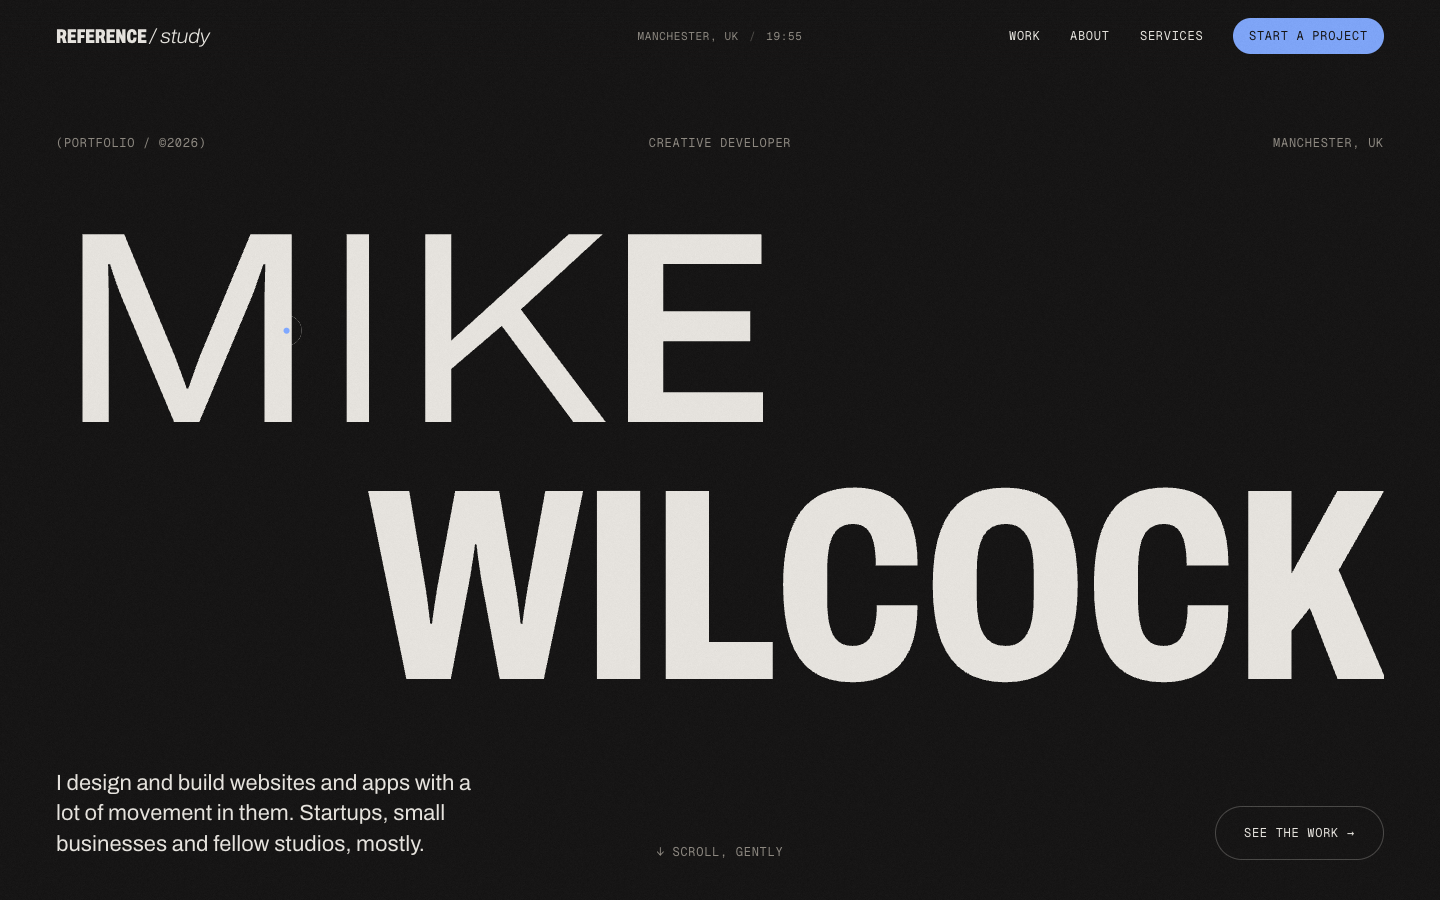 REFERENCE / study
MANCHESTER, UK / 19:55
WORK
ABOUT
SERVICES
START A PROJECT
(PORTFOLIO / ©2026)
CREATIVE DEVELOPER
MANCHESTER, UK
MIKE
WILCOCK
I design and build websites and apps with a
lot of movement in them. Startups, small
businesses and fellow studios, mostly.
↓ SCROLL, GENTLY
SEE THE WORK →